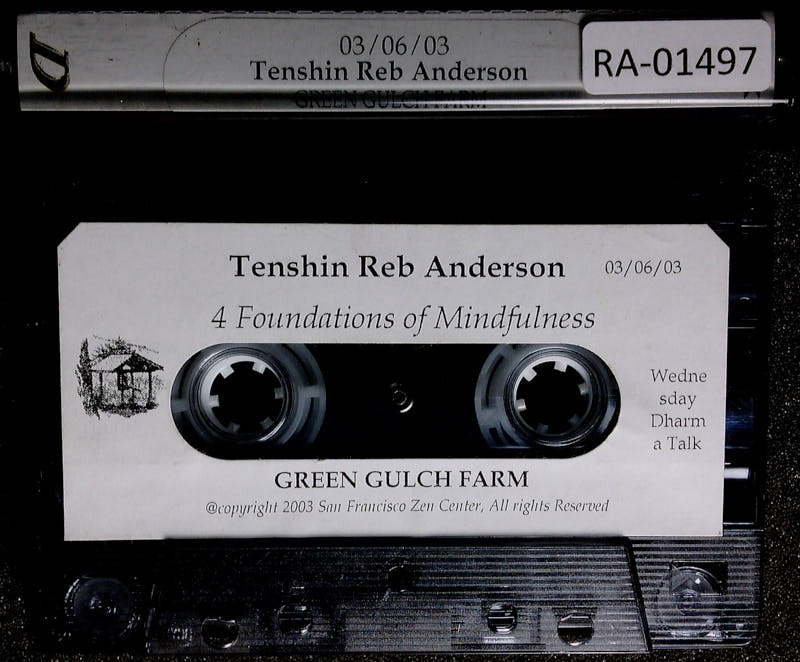 03/06/03
Tenshin Reb Anderson
GREEN GULCH FARM
RA-01497
Tenshin Reb Anderson
03/06/03
4 Foundations of Mindfulness
Wedne
sday
Dharm
a Talk
GREEN GULCH FARM
@copyright 2003 San Francisco Zen Center, All rights Reserved